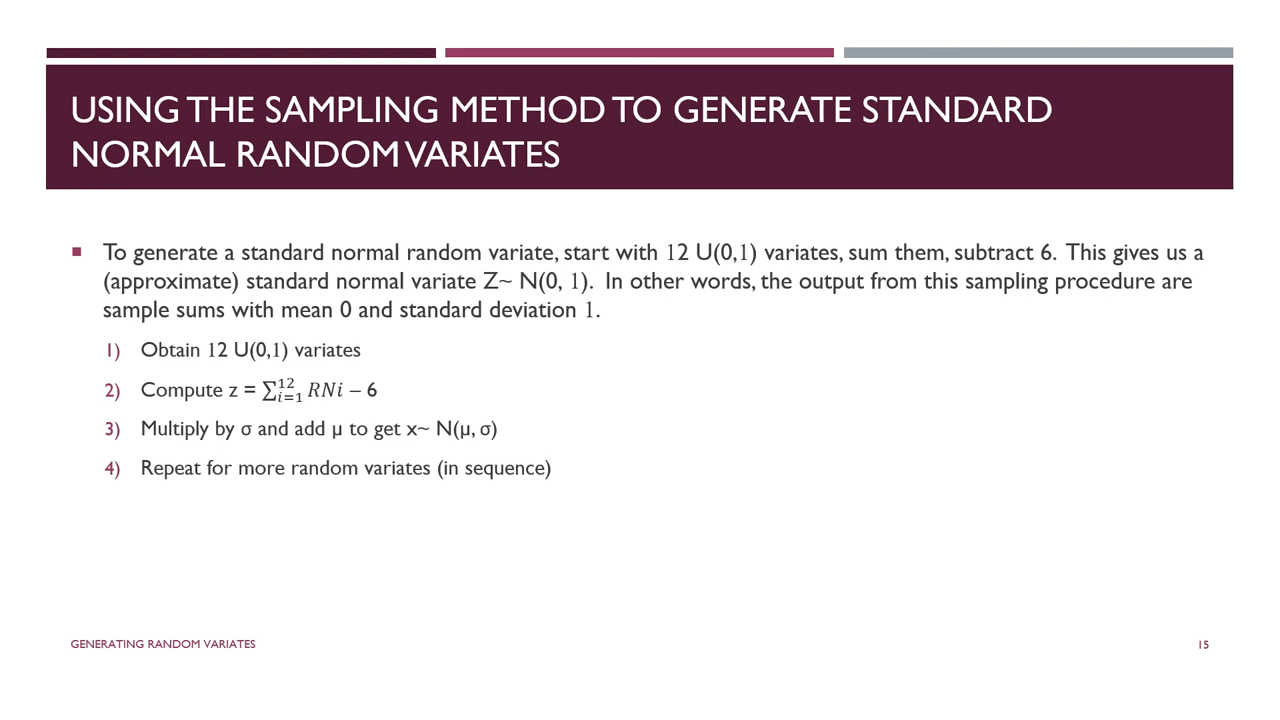 USING THE SAMPLING METHOD TO GENERATE STANDARD
NORMAL RANDOM VARIATES
▪ To generate a standard normal random variate, start with 12 U(0,1) variates, sum them, subtract 6. This gives us a
(approximate) standard normal variate Z~ N(0, 1). In other words, the output from this sampling procedure are
sample sums with mean 0 and standard deviation 1.
1) Obtain 12 U(0,1) variates
2) Compute z = ∑_{i=1}^{12} RNi − 6
3) Multiply by σ and add µ to get x~ N(µ, σ)
4) Repeat for more random variates (in sequence)
GENERATING RANDOM VARIATES
15